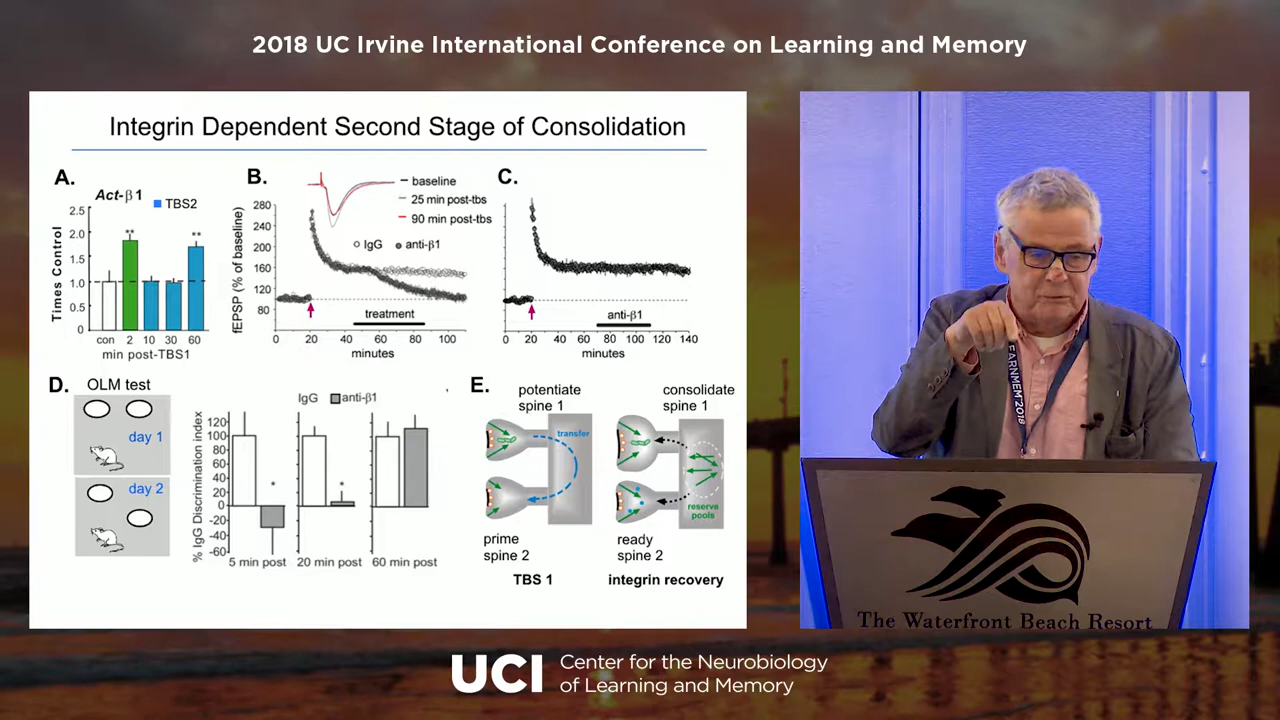 2018 UC Irvine International Conference on Learning and Memory
Integrin Dependent Second Stage of Consolidation
A.
Act-β1
TBS2
Times Control
2.5
2.0
1.5
1.0
0.5
0
**
**
con 2 10 30 60
min post-TBS1
B.
baseline
25 min post-tbs
90 min post-tbs
IgG anti-β1
fEPSP (% of baseline)
280
240
200
160
120
80
treatment
0 20 40 60 80 100
minutes
C.
anti-β1
0 20 40 60 80 100 120 140
minutes
D. OLM test
day 1
day 2
IgG anti-β1
% IgG Discrimination index
120
100
80
60
40
20
0
-20
-40
-60
*
*
5 min post 20 min post 60 min post
E.
potentiate
spine 1
transfer
prime
spine 2
TBS 1
consolidate
spine 1
reserve
pools
ready
spine 2
integrin recovery
LEARNMEM 2018
The Waterfront Beach Resort
UCI Center for the Neurobiology
of Learning and Memory